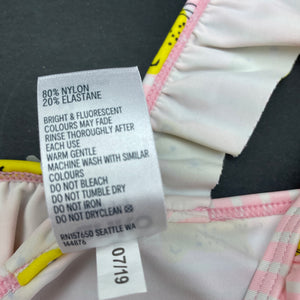 80% NYLON
20% ELASTANE
BRIGHT & FLUORESCENT
COLOURS MAY FADE
RINSE THOROUGHLY AFTER
EACH USE
WARM GENTLE
MACHINE WASH WITH SIMILAR
COLOURS
DO NOT BLEACH
DO NOT TUMBLE DRY
DO NOT IRON
DO NOT DRYCLEAN
RN157650 SEATTLE WA
144876
07/19